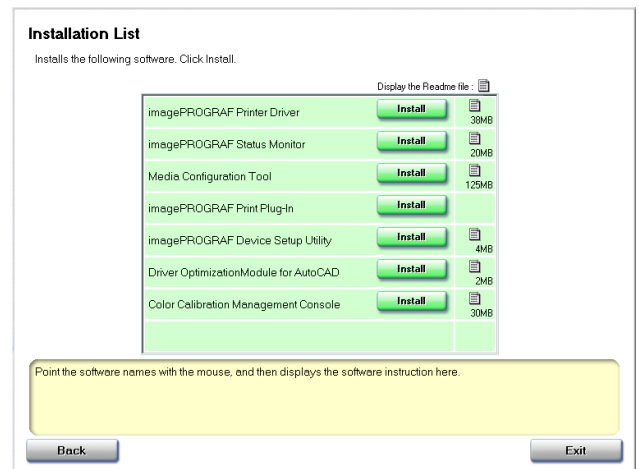 Installation List
Installs the following software. Click Install.
Display the Readme file :
imagePROGRAF Printer Driver Install 38MB
imagePROGRAF Status Monitor Install 20MB
Media Configuration Tool Install 125MB
imagePROGRAF Print Plug-In Install
imagePROGRAF Device Setup Utility Install 4MB
Driver OptimizationModule for AutoCAD Install 2MB
Color Calibration Management Console Install 30MB
Point the software names with the mouse, and then displays the software instruction here.
Back Exit